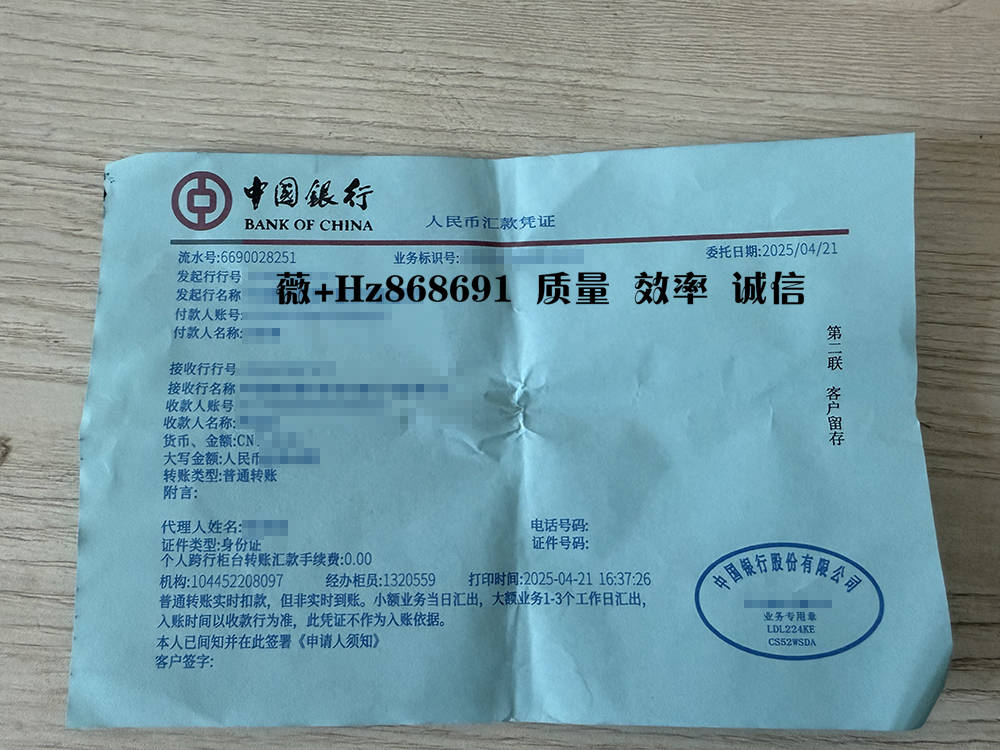 中国银行
BANK OF CHINA
人民币汇款凭证
流水号:6690028251
业务标识号:
委托日期:2025/04/21
发起行行号
发起行名称
薇+Hz868691 质量 效率 诚信
付款人账号:
付款人名称:
第二联 客户留存
接收行行号
接收行名称
收款人账号
收款人名称:
货币、金额:CN
大写金额:人民币
转账类型:普通转账
附言:
代理人姓名:
电话号码:
证件类型:身份证
证件号码:
个人跨行柜台转账汇款手续费:0.00
机构:104452208097 经办柜员:1320559 打印时间:2025-04-21 16:37:26
普通转账实时扣款，但非实时到账。小额业务当日汇出，大额业务1-3个工作日汇出，
入账时间以收款行为准，此凭证不作为入账依据。
本人已间知并在此签署《申请人须知》
客户签字:
中国银行股份有限公司
业务专用章
LDL224KE
CS52WSDA